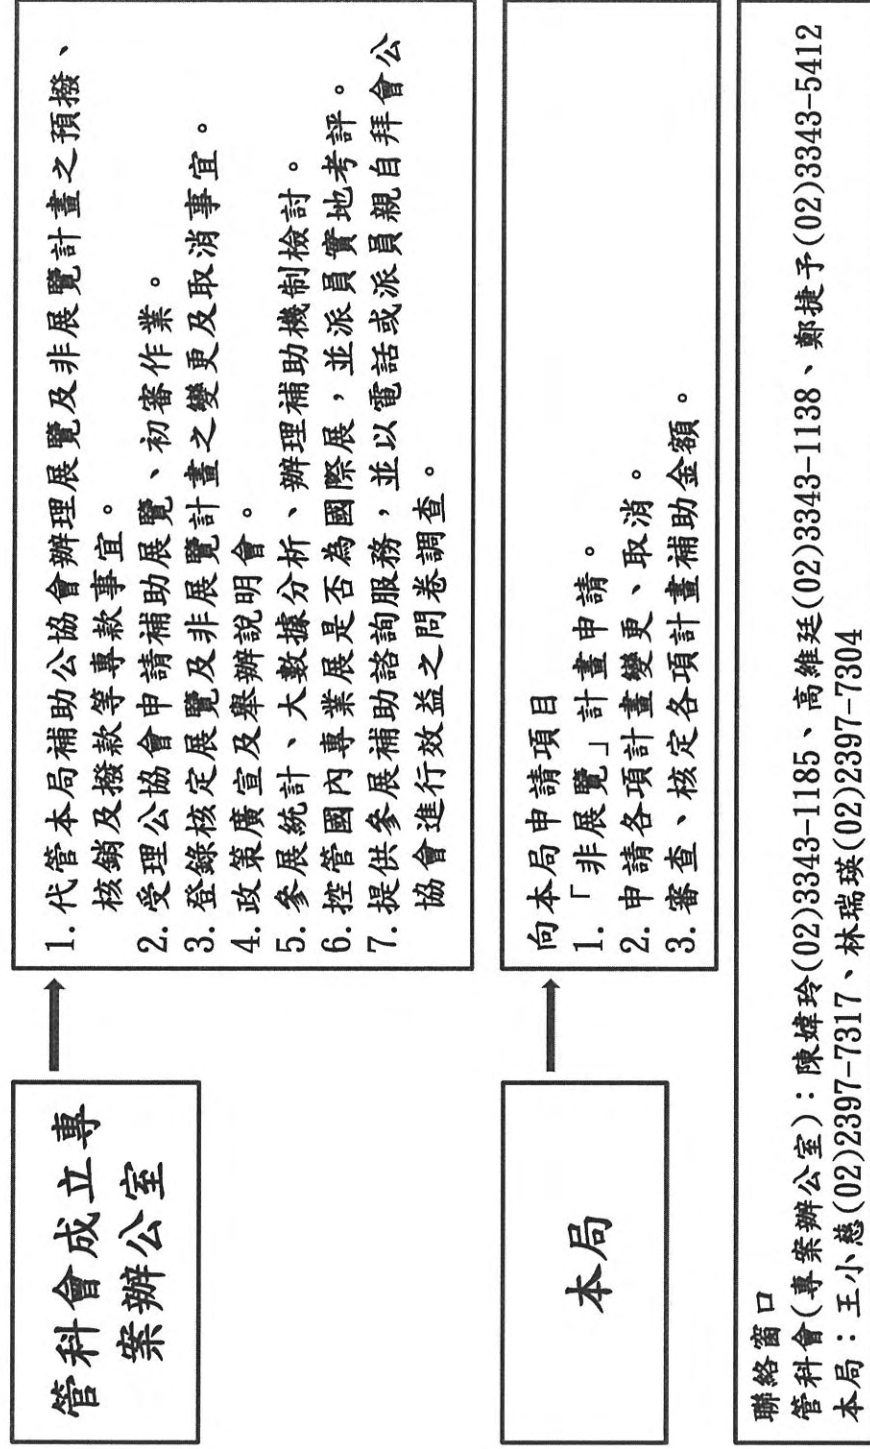 管科會成立專
案辦公室
1.代管本局補助公協會辦理展覽及非展覽計畫之預撥、
核銷及撥款等專款事宜。
2.受理公協會申請補助展覽、初審作業。
3.登錄核定展覽及非展覽計畫之變更及取消事宜。
4.政策廣宣及舉辦說明會。
5.參展統計、大數據分析、辦理補助機制檢討。
6.控管國內專業展是否為國際展，並派員實地考評。
7.提供參展補助諮詢服務，並以電話或派員親自拜會公
協會進行效益之問卷調查。
本局
向本局申請項目
1.「非展覽」計畫申請。
2.申請各項計畫變更、取消。
3.審查、核定各項計畫補助金額。
聯絡窗口
管科會(專案辦公室)：陳婞玲(02)3343-1185、高維廷(02)3343-1138、鄭捷予(02)3343-5412
本局：王小慈(02)2397-7317、林瑞瑛(02)2397-7304